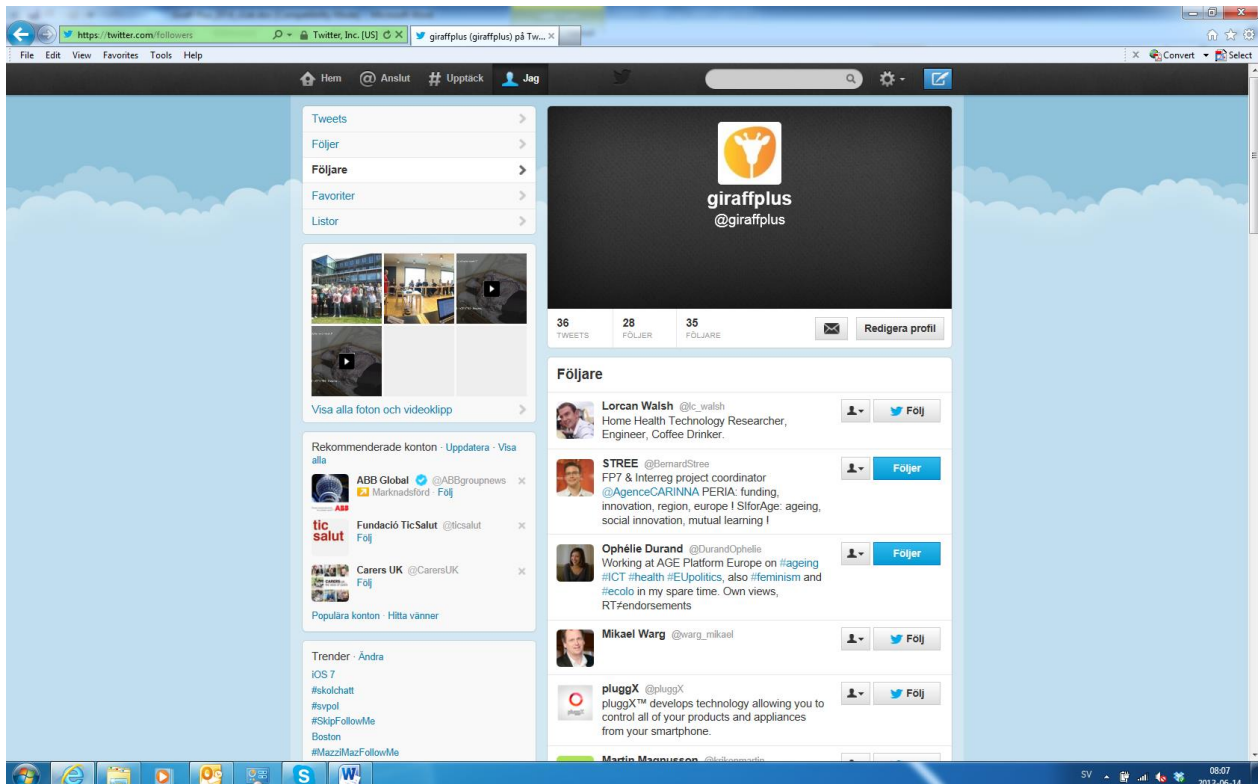 https://twitter.com/followers
Twitter, Inc. [US]
giraffplus (giraffplus) på Tw...
File Edit View Favorites Tools Help
Convert
Select
Hem
Anslut
Upptäck
Jag
Tweets
Följer
Följare
Favoriter
Listor
Visa alla foton och videoklipp
Rekommenderade konton · Uppdatera · Visa
alla
ABB Global @ABBgroupnews
Marknadsförd · Följ
ABB
tic
salut
Fundació TicSalut @ticsalut
Följ
Carers UK @CarersUK
Följ
Populära konton · Hitta vänner
Trender · Ändra
iOS 7
#skolchatt
#svpol
#SkipFollowMe
Boston
#MazziMazFollowMe
giraffplus
@giraffplus
36
TWEETS
28
FÖLJER
35
FÖLJARE
Redigera profil
Följare
Lorcan Walsh @lc_walsh
Home Health Technology Researcher,
Engineer, Coffee Drinker.
Följ
STREE @BernardStree
FP7 & Interreg project coordinator
@AgenceCARINNA PERIA: funding,
innovation, region, europe ! SIforAge: ageing,
social innovation, mutual learning !
Följer
Ophélie Durand @DurandOphelie
Working at AGE Platform Europe on #ageing
#ICT #health #EUpolitics, also #feminism and
#ecolo in my spare time. Own views,
RT≠endorsements
Följer
Mikael Warg @warg_mikael
Följ
pluggX @pluggX
pluggX™ develops technology allowing you to
control all of your products and appliances
from your smartphone.
Följ
Martin Magnusson
SV
08:07
2013-06-14